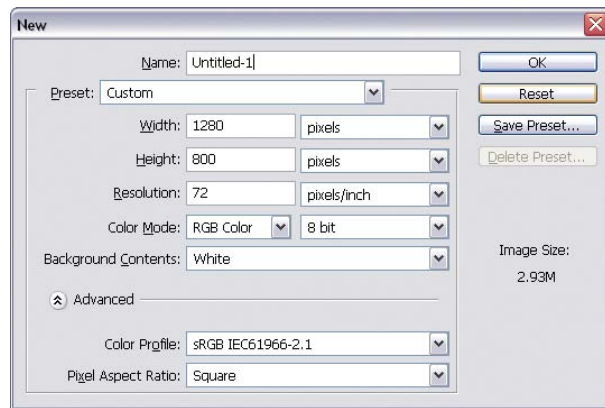 New
Name: Untitled-1
OK
Preset: Custom
Reset
Width: 1280 pixels
Save Preset...
Height: 800 pixels
Delete Preset...
Resolution: 72 pixels/inch
Color Mode: RGB Color 8 bit
Background Contents: White
Image Size:
2.93M
Advanced
Color Profile: sRGB IEC61966-2.1
Pixel Aspect Ratio: Square